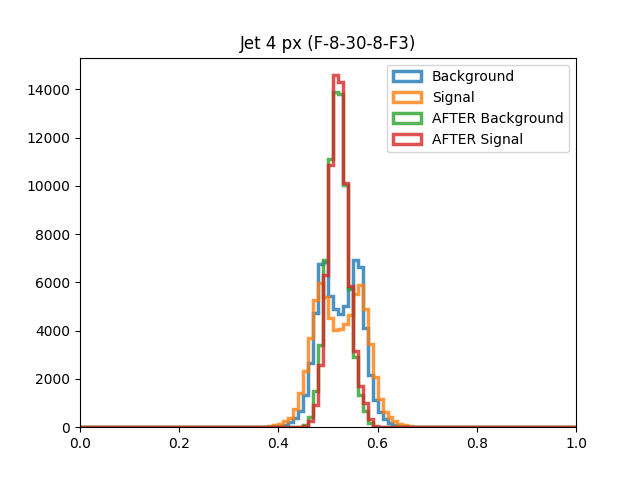 Jet 4 px (F-8-30-8-F3)
Background
Signal
AFTER Background
AFTER Signal
14000
12000
10000
8000
6000
4000
2000
0
0.0 0.2 0.4 0.6 0.8 1.0